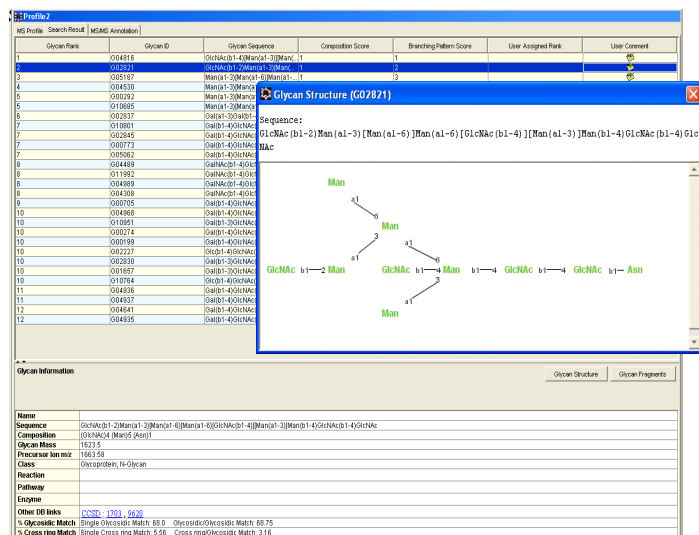 Profile2
MS Profile Search Result MS/MS Annotation
Glycan Rank Glycan ID Glycan Sequence Composition Score Branching Pattern Score User Assigned Rank User Comment
1 G04816 GlcNAc(b1-4)[Man(a1-3)][Man(... 1 1
2 G02821 GlcNAc(b1-2)Man(a1-3)[Man(... 1 2
3 G05187 Man(a1-3)[Man(a1-6)]Man(a1-... 1 3
4 G04530 Man(a1-3)[Man(a
5 G00292 Man(a1-3)[Man(a
5 G10685 Man(a1-3)[Man(a
6 G02837 Gal(a1-3)Gal(b1-
7 G10801 Gal(b1-4)GlcNAc(
7 G02845 Gal(b1-4)GlcNAc(
7 G00773 Gal(b1-4)GlcNAc(
7 G05062 Gal(b1-4)GlcNAc(
8 G04489 GalNAc(b1-4)Glc
8 G11992 GalNAc(b1-4)Glc
8 G04989 GalNAc(b1-4)Glc
8 G04308 GalNAc(b1-4)Glc
9 G00705 Gal(b1-4)GlcNAc(
10 G04968 Gal(b1-4)GlcNAc(
10 G10951 Gal(b1-3)GlcNAc(
10 G00274 Gal(b1-4)GlcNAc(
10 G00199 Gal(b1-4)GlcNAc(
10 G02227 Glc(b1-4)GlcNAc(
10 G02830 Gal(b1-3)GlcNAc(
10 G01657 Gal(b1-3)GlcNAc(
10 G10764 Gal(b1-4)GlcNAc(
11 G04936 Gal(b1-4)GlcNAc(
11 G04937 Gal(b1-4)GlcNAc(
12 G04641 Gal(b1-4)GlcNAc(
12 G04935 Gal(b1-4)GlcNAc(
Glycan Structure (G02821)
Sequence:
GlcNAc(b1-2)Man(a1-3)[Man(a1-6)]Man(a1-6)[GlcNAc(b1-4)][Man(a1-3)]Man(b1-4)GlcNAc(b1-4)Glc
NAc
Man
a1
6
Man
3 a1
a1 6
GlcNAc b1 2 Man GlcNAc b1 4 Man b1 4 GlcNAc b1 4 GlcNAc b1 Asn
3
a1
Man
Glycan Information
Glycan Structure Glycan Fragments
Name
Sequence GlcNAc(b1-2)Man(a1-3)[Man(a1-6)]Man(a1-6)[GlcNAc(b1-4)][Man(a1-3)]Man(b1-4)GlcNAc(b1-4)GlcNAc
Composition (GlcNAc)4 (Man)5 (Asn)1
Glycan Mass 1623.5
Precursor Ion m/z 1663.58
Class Glycoprotein; N-Glycan
Reaction
Pathway
Enzyme
Other DB links CCSD : 1703 , 9620
% Glycosidic Match Single Glycosidic Match: 68.0 Glycosidic/Glycosidic Match: 68.75
% Cross ring Match Single Cross ring Match: 5.56 Cross ring/Glycosidic Match: 3.16